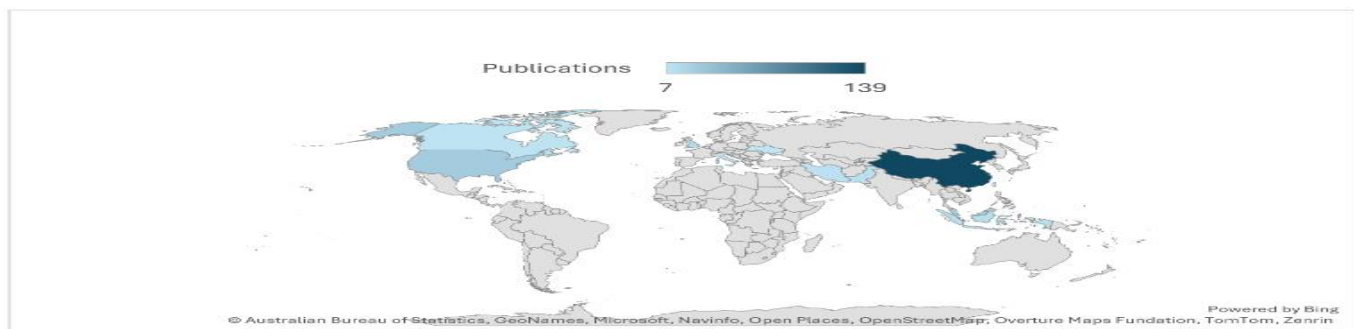 Publications
7 139
Powered by Bing
© Australian Bureau of Statistics, GeoNames, Microsoft, Navinfo, Open Places, OpenStreetMap, Overture Maps Fundation, TomTom, Zenrin